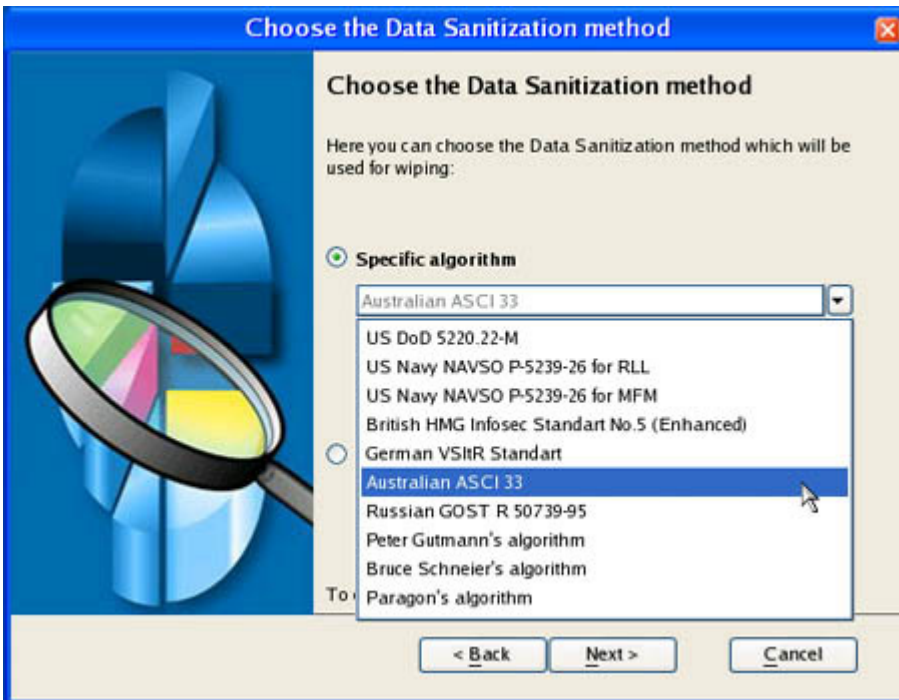 Choose the Data Sanitization method
Choose the Data Sanitization method
Here you can choose the Data Sanitization method which will be
used for wiping:
Specific algorithm
Australian ASCI 33
US DoD 5220.22-M
US Navy NAVSO P-5239-26 for RLL
US Navy NAVSO P-5239-26 for MFM
British HMG Infosec Standart No.5 (Enhanced)
German VSItR Standart
Australian ASCI 33
Russian GOST R 50739-95
Peter Gutmann's algorithm
Bruce Schneier's algorithm
Paragon's algorithm
To
< Back Next > Cancel